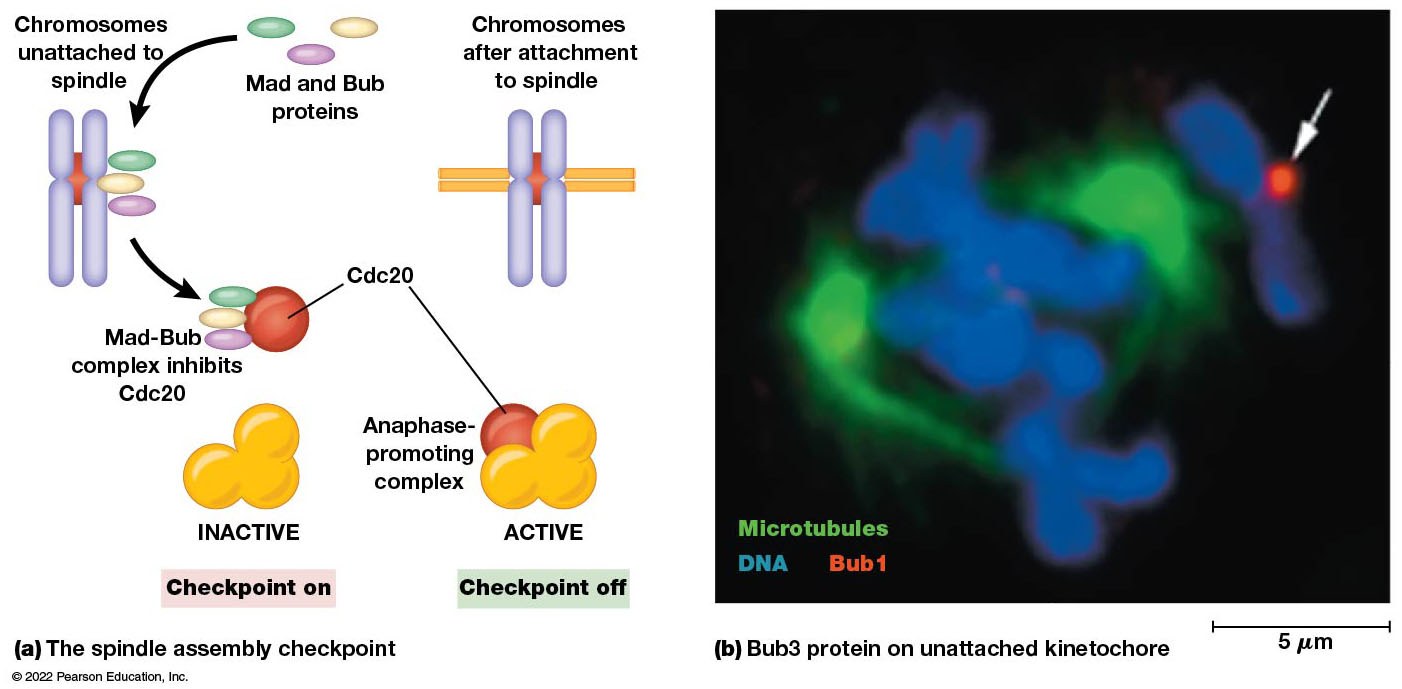 Chromosomes
unattached to
spindle
Mad and Bub
proteins
Chromosomes
after attachment
to spindle
Cdc20
Mad-Bub
complex inhibits
Cdc20
Anaphase-
promoting
complex
INACTIVE
ACTIVE
Checkpoint on
Checkpoint off
(a) The spindle assembly checkpoint
© 2022 Pearson Education, Inc.
Microtubules
DNA Bub1
5 μm
(b) Bub3 protein on unattached kinetochore